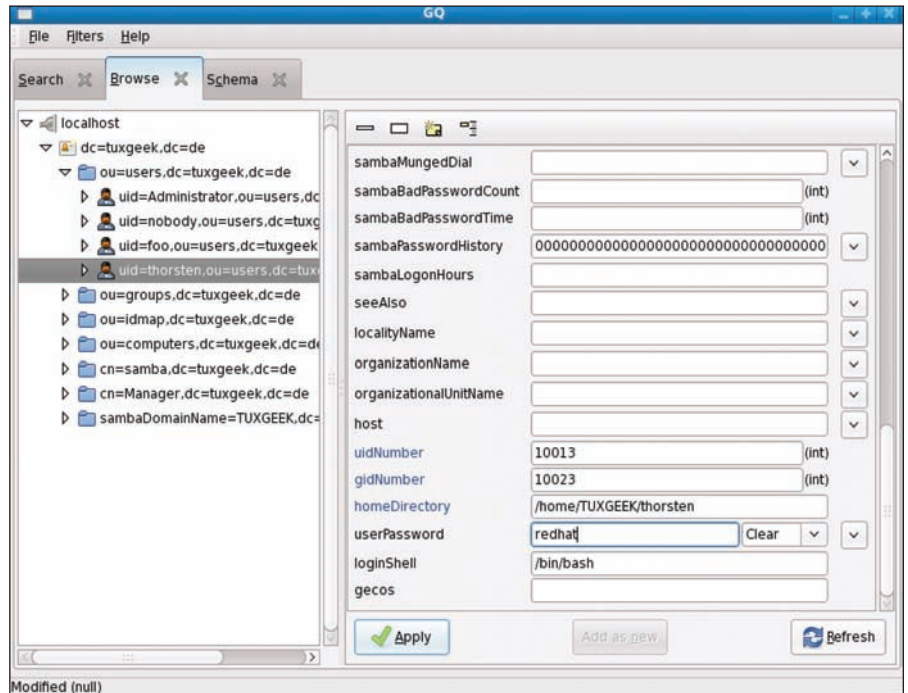 GQ
File Filters Help
Search Browse Schema
localhost
dc=tuxgeek,dc=de
ou=users,dc=tuxgeek,dc=de
uid=Administrator,ou=users,dc
uid=nobody,ou=users,dc=tuxg
uid=foo,ou=users,dc=tuxgeek
uid=thorsten,ou=users,dc=tux
ou=groups,dc=tuxgeek,dc=de
ou=idmap,dc=tuxgeek,dc=de
ou=computers,dc=tuxgeek,dc=de
cn=samba,dc=tuxgeek,dc=de
cn=Manager,dc=tuxgeek,dc=de
sambaDomainName=TUXGEEK,dc=
sambaMungedDial
sambaBadPasswordCount (int)
sambaBadPasswordTime (int)
sambaPasswordHistory 00000000000000000000000000000000
sambaLogonHours
seeAlso
localityName
organizationName
organizationalUnitName
host
uidNumber 10013 (int)
gidNumber 10023 (int)
homeDirectory /home/TUXGEEK/thorsten
userPassword redhat Clear
loginShell /bin/bash
gecos
Apply Add as new Refresh
Modified (null)